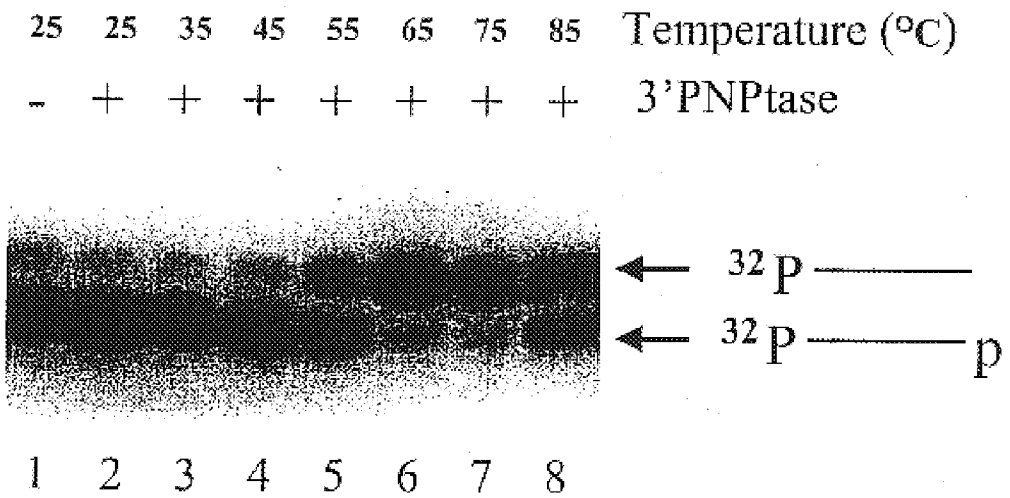 25 25 35 45 55 65 75 85 Temperature (ºC)
- + + + + + + + 3’PNPtase
32P
32P p
1 2 3 4 5 6 7 8